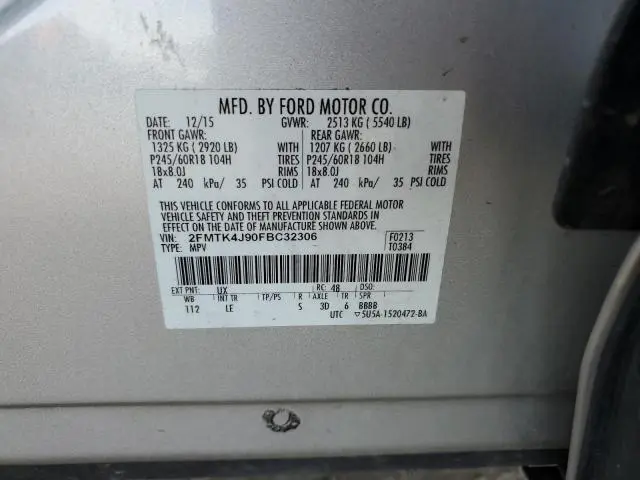 MFD. BY FORD MOTOR CO.
DATE: 12/15 GVWR: 2513 KG ( 5540 LB)
FRONT GAWR: REAR GAWR:
1325 KG ( 2920 LB) WITH 1207 KG ( 2660 LB) WITH
P245/60R18 104H TIRES P245/60R18 104H TIRES
18x8.0J RIMS 18x8.0J RIMS
AT 240 kPa/ 35 PSI COLD AT 240 kPa/ 35 PSI COLD
THIS VEHICLE CONFORMS TO ALL APPLICABLE FEDERAL MOTOR
VEHICLE SAFETY AND THEFT PREVENTION STANDARDS IN
EFFECT ON THE DATE OF MANUFACTURE SHOWN ABOVE.
VIN: 2FMTK4J90FBC32306 F0213
TYPE: MPV T0384
EXT PNT: UX RC: 48 DSO:
WB INT TR TP/PS R AXLE TR SPR
112 LE S 3D 6 BBBB
UTC ▽5U5A-1520472-BA